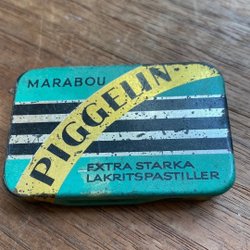 MARABOU
PIGGELIN
EXTRA STARKA
LAKRITSPASTILLER